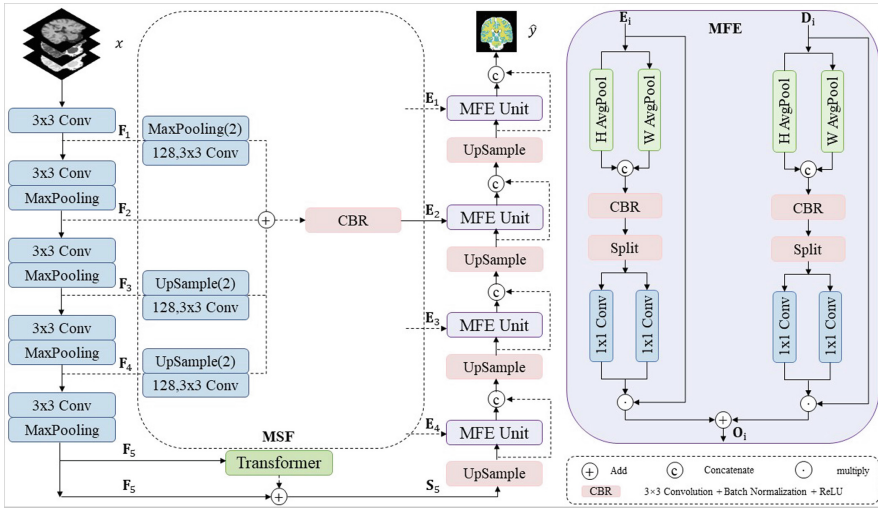 x
3x3 Conv
F1
MaxPooling(2)
128,3x3 Conv
3x3 Conv
MaxPooling
F2
+
CBR
3x3 Conv
MaxPooling
F3
UpSample(2)
128,3x3 Conv
3x3 Conv
MaxPooling
F4
UpSample(2)
128,3x3 Conv
3x3 Conv
MaxPooling
MSF
F5
Transformer
F5
+
S5
ŷ
c
E1
MFE Unit
UpSample
c
E2
MFE Unit
UpSample
c
E3
MFE Unit
UpSample
c
E4
MFE Unit
UpSample
MFE
Ei
H AvgPool
W AvgPool
c
CBR
Split
1x1 Conv
1x1 Conv
·
Di
H AvgPool
W AvgPool
c
CBR
Split
1x1 Conv
1x1 Conv
·
+
Oi
+ Add
c Concatenate
· multiply
CBR 3×3 Convolution + Batch Normalization + ReLU